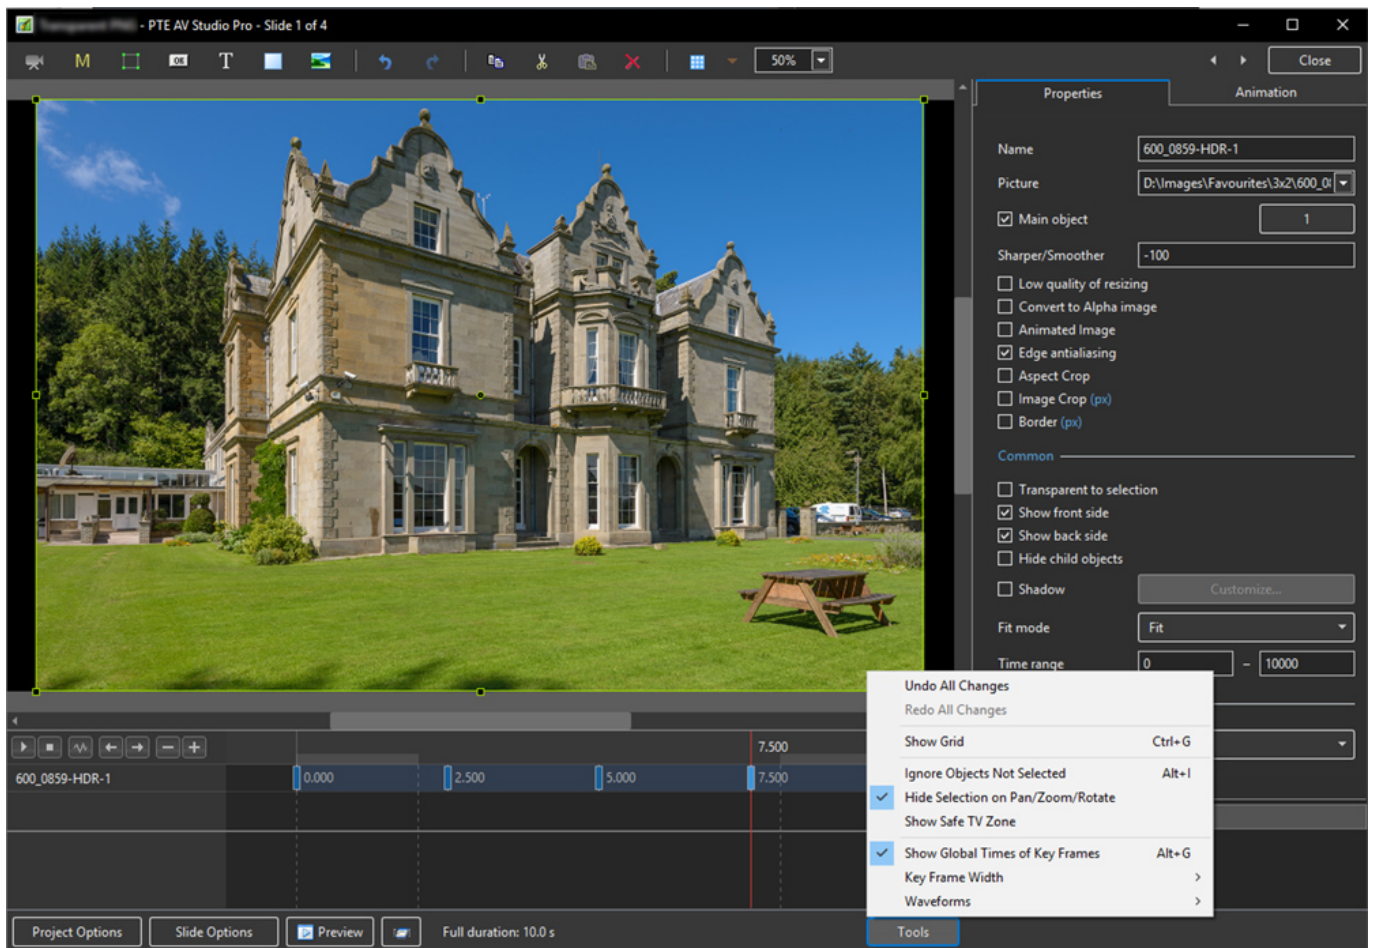 - PTE AV Studio Pro - Slide 1 of 4
M OK T 50% Close
Properties Animation
Name 600_0859-HDR-1
Picture D:\Images\Favourites\3x2\600_0
Main object 1
Sharper/Smoother -100
Low quality of resizing
Convert to Alpha image
Animated Image
Edge antialiasing
Aspect Crop
Image Crop (px)
Border (px)
Common
Transparent to selection
Show front side
Show back side
Hide child objects
Shadow Customize...
Fit mode Fit
Time range 0 - 10000
Undo All Changes
Redo All Changes
Show Grid Ctrl+G
Ignore Objects Not Selected Alt+I
Hide Selection on Pan/Zoom/Rotate
Show Safe TV Zone
Show Global Times of Key Frames Alt+G
Key Frame Width
Waveforms
7.500
600_0859-HDR-1 0.000 2.500 5.000 7.500
Project Options Slide Options Preview Full duration: 10.0 s Tools